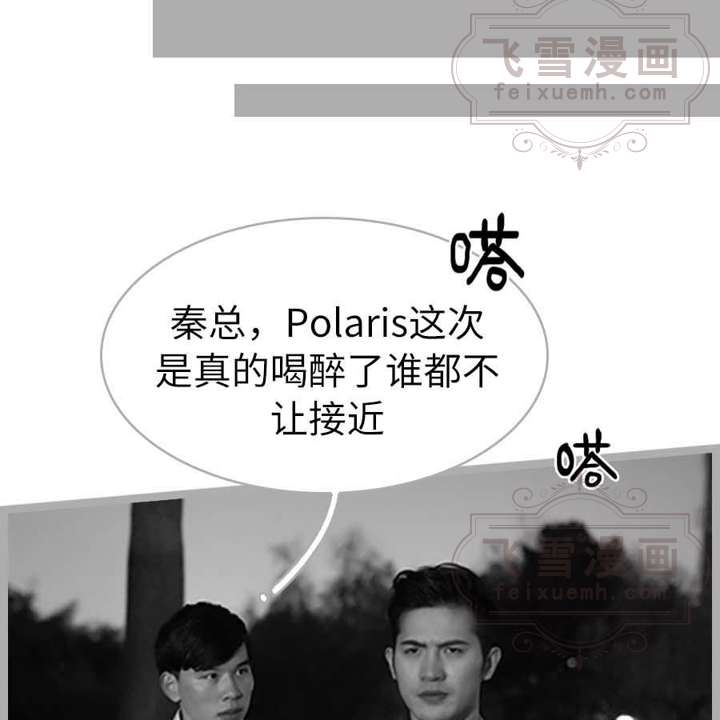 飞雪漫画
feixuemh.com
嗒
秦总，Polaris这次
是真的喝醉了谁都不
让接近
嗒
飞雪漫画
feixuemh.com